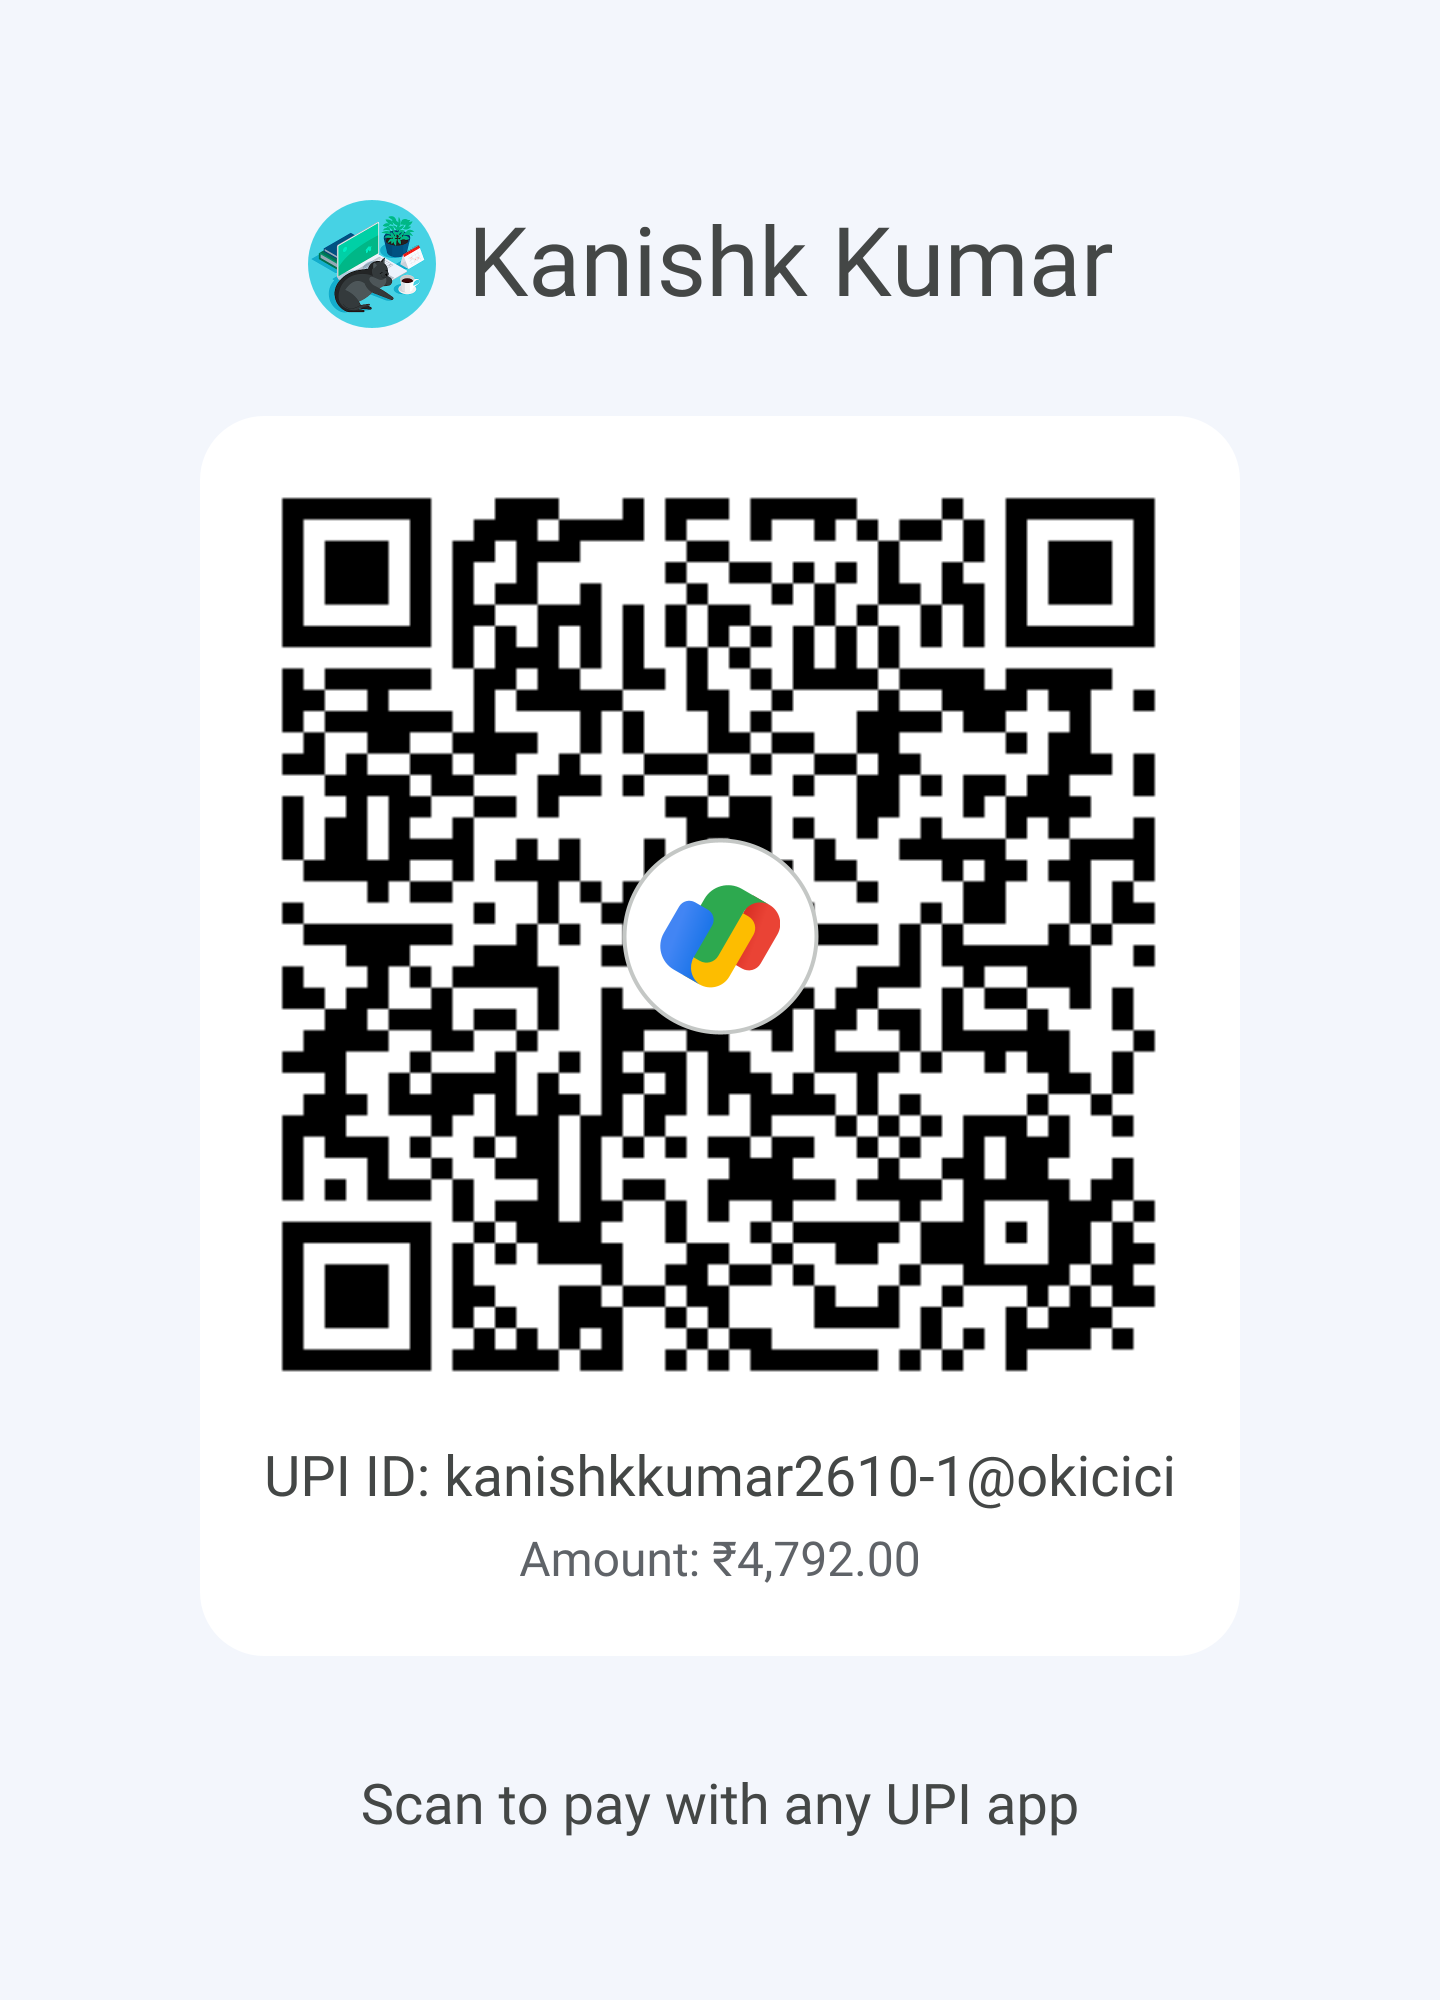 Kanishk Kumar
UPI ID: kanishkkumar2610-1@okicici
Amount: ₹4,792.00
Scan to pay with any UPI app